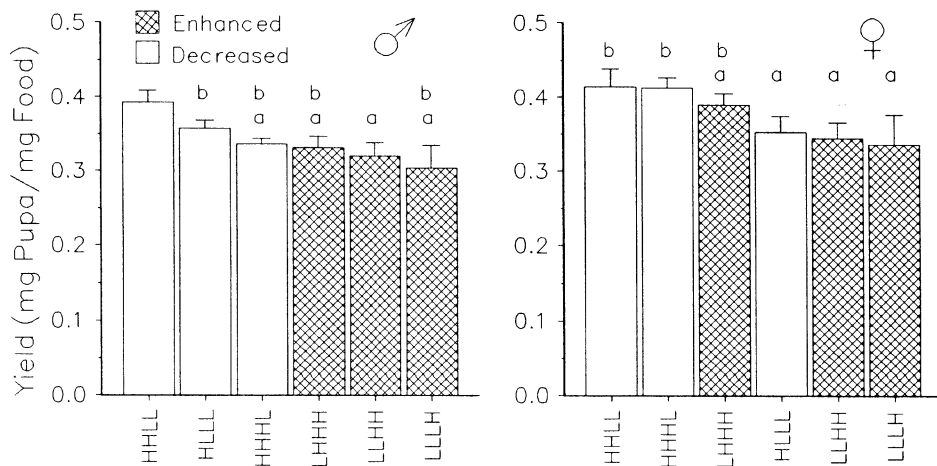 Yield (mg Pupa/mg Food)
0.5
0.4
0.3
0.2
0.1
0.0
Enhanced
Decreased
♂
b b b b
a a a a a
HHLL HLLL HHHL LHHH LLHH LLLH
0.5
0.4
0.3
0.2
0.1
0.0
♀
b b b
a a a a
HHLL HHHL LHHH HLLL LLHH LLLH